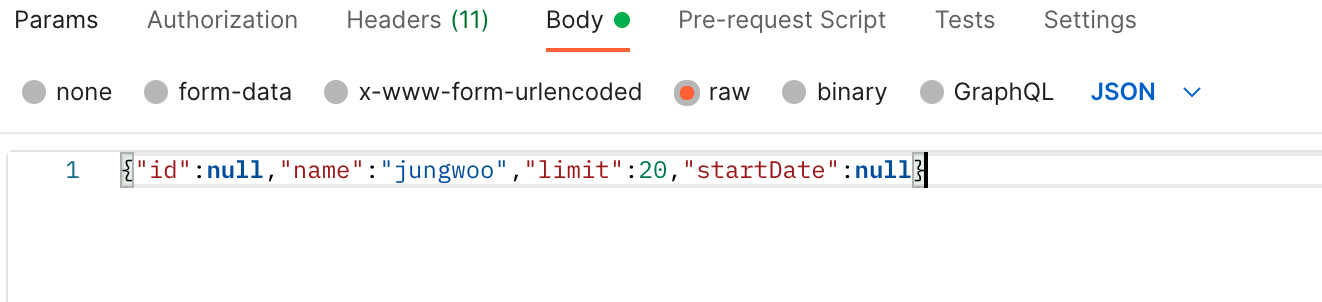 Params Authorization Headers (11) Body Pre-request Script Tests Settings
none form-data x-www-form-urlencoded raw binary GraphQL JSON
1 {"id":null,"name":"jungwoo","limit":20,"startDate":null}